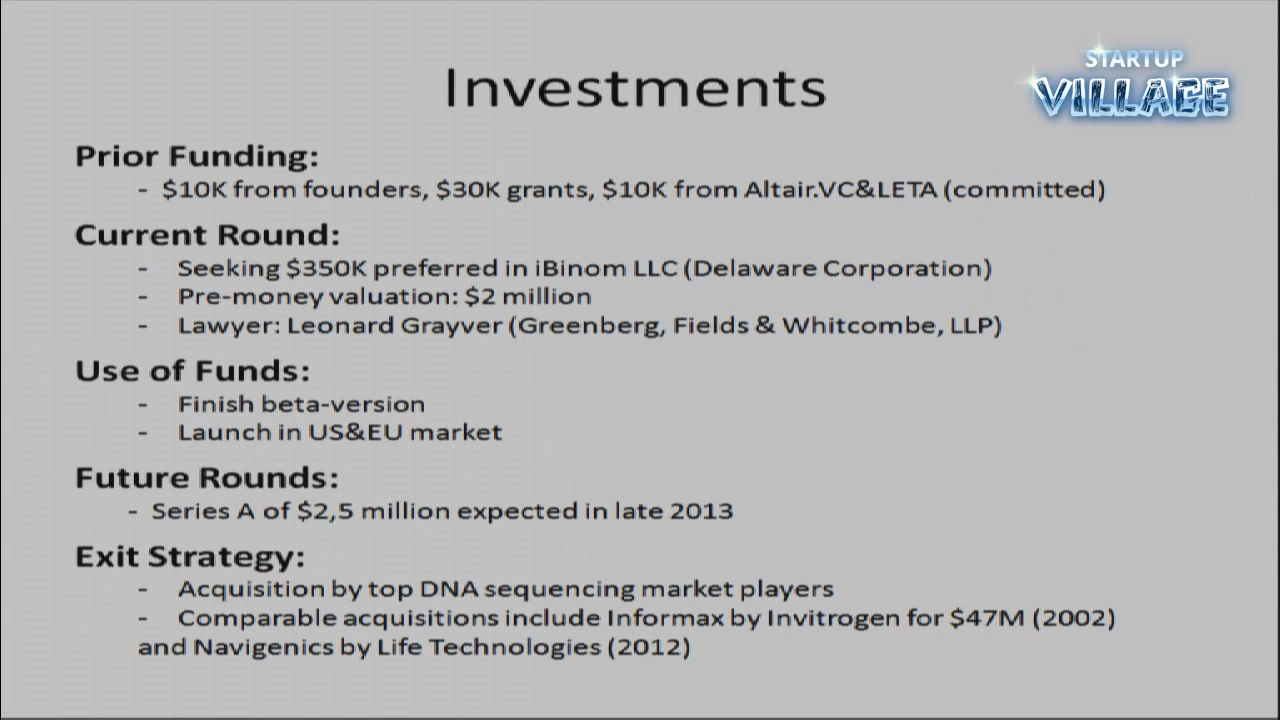 Investments
STARTUP
VILLAGE
Prior Funding:
- $10K from founders, $30K grants, $10K from Altair.VC&LETA (committed)
Current Round:
- Seeking $350K preferred in iBinom LLC (Delaware Corporation)
- Pre-money valuation: $2 million
- Lawyer: Leonard Grayver (Greenberg, Fields & Whitcombe, LLP)
Use of Funds:
- Finish beta-version
- Launch in US&EU market
Future Rounds:
- Series A of $2,5 million expected in late 2013
Exit Strategy:
- Acquisition by top DNA sequencing market players
- Comparable acquisitions include Informax by Invitrogen for $47M (2002)
and Navigenics by Life Technologies (2012)